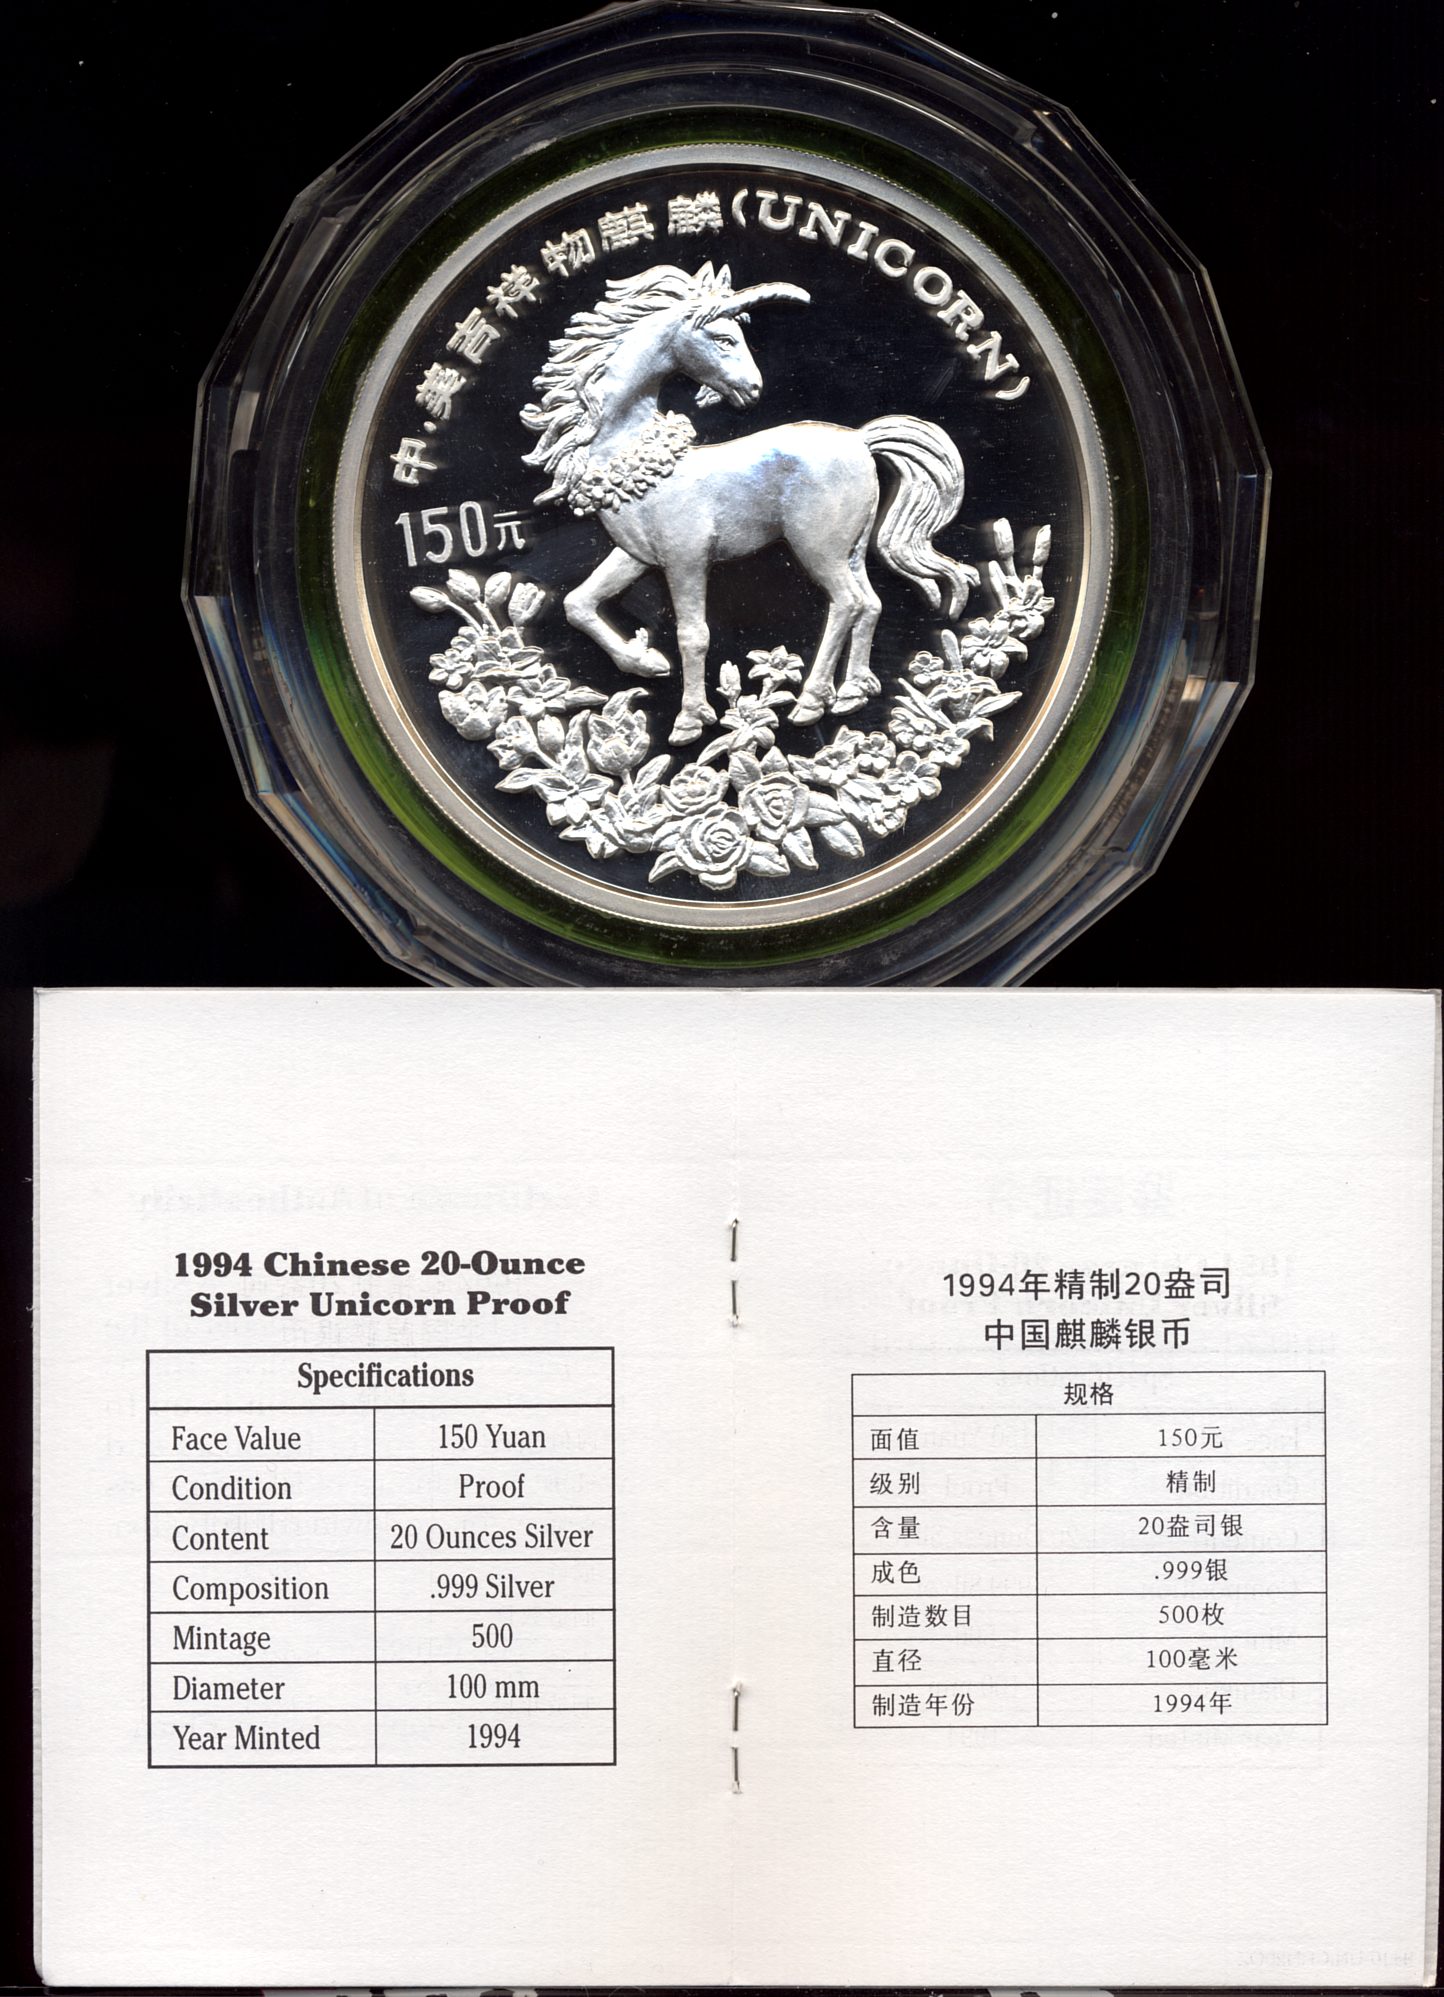 中·美吉祥物麒麟(UNICORN)
150元
1994 Chinese 20-Ounce
Silver Unicorn Proof
Specifications
Face Value 150 Yuan
Condition Proof
Content 20 Ounces Silver
Composition .999 Silver
Mintage 500
Diameter 100 mm
Year Minted 1994
1994年精制20盎司
中国麒麟银币
规格
面值 150元
级别 精制
含量 20盎司银
成色 .999银
制造数目 500枚
直径 100毫米
制造年份 1994年